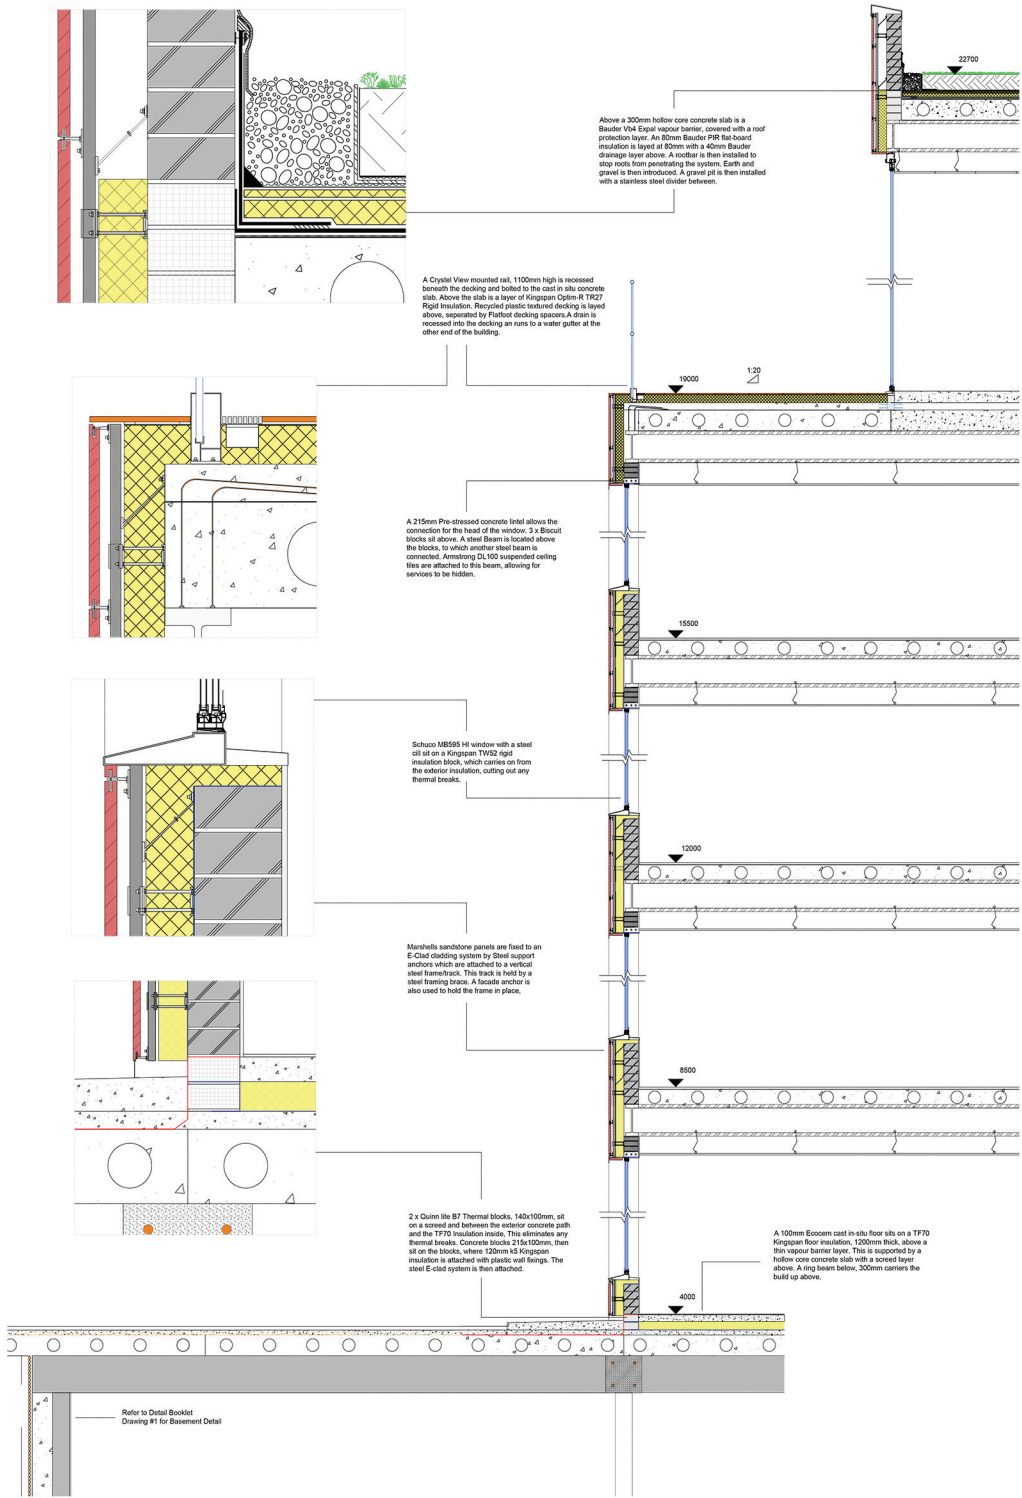 22700
Above a 300mm hollow core concrete slab is a
Bauder Vb4 Expal vapour barrier, covered with a roof
protection layer. An 80mm Bauder PIR flat-board
insulation is layed at 80mm with a 40mm Bauder
drainage layer above. A rootbar is then installed to
stop roots from penetrating the system. Earth and
gravel is then introduced. A gravel pit is then installed
with a stainless steel divider between.
A Crystel View mounted rail, 1100mm high is recessed
beneath the decking and bolted to the cast in situ concrete
slab. Above the slab is a layer of Kingspan Optim-R TR27
Rigid Insulation. Recycled plastic textured decking is layed
above, seperated by Flatfoot decking spacers.A drain is
recessed into the decking an runs to a water gutter at the
other end of the building.
19000
1:20
A 215mm Pre-stressed concrete lintel allows the
connection for the head of the window. 3 x Biscuit
blocks sit above. A steel Beam is located above
the blocks, to which another steel beam is
connected. Armstrong DL100 suspended ceiling
tiles are attached to this beam, allowing for
services to be hidden.
15500
Schuco MB595 HI window with a steel
cill sit on a Kingspan TW52 rigid
insulation block, which carries on from
the exterior insulation, cutting out any
thermal breaks.
12000
Marshells sandstone panels are fixed to an
E-Clad cladding system by Steel support
anchors which are attached to a vertical
steel frame/track. This track is held by a
steel framing brace. A facade anchor is
also used to hold the frame in place,
8500
2 x Quinn lite B7 Thermal blocks, 140x100mm, sit
on a screed and between the exterior concrete path
and the TF70 Insulation inside, This eliminates any
thermal breaks. Concrete blocks 215x100mm, then
sit on the blocks, where 120mm k5 Kingspan
insulation is attached with plastic wall fixings. The
steel E-clad system is then attached.
A 100mm Ecocem cast in-situ floor sits on a TF70
Kingspan floor insulation, 1200mm thick, above a
thin vapour barrier layer. This is supported by a
hollow core concrete slab with a screed layer
above. A ring beam below, 300mm carriers the
build up above.
4000
Refer to Detail Booklet
Drawing #1 for Basement Detail